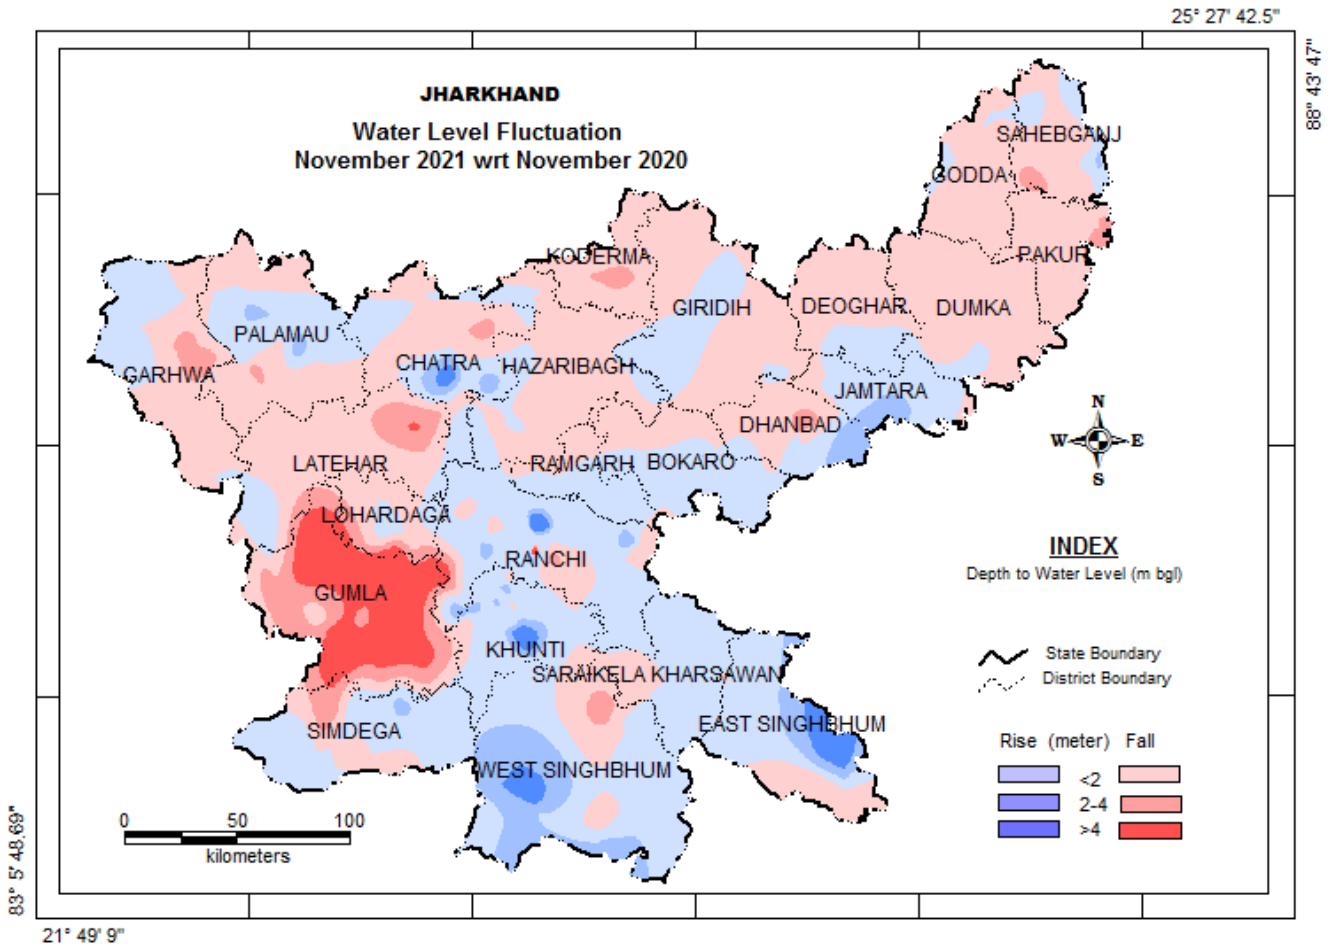 25° 27' 42.5"
88° 43' 47"
JHARKHAND
Water Level Fluctuation
November 2021 wrt November 2020
SAHEBGANJ
GODDA
KODERMA
PAKUR
GIRIDIH
DEOGHAR
DUMKA
PALAMAU
CHATRA
HAZARIBAGH
GARHWA
JAMTARA
DHANBAD
LATEHAR
RAMGARH
BOKARO
LOHARDAGA
RANCHI
GUMLA
KHUNTI
SARAIKELA KHARSAWAN
SIMDEGA
EAST SINGHBHUM
WEST SINGHBHUM
N
W
E
S
INDEX
Depth to Water Level (m bgl)
State Boundary
District Boundary
Rise (meter) Fall
<2
2-4
>4
0 50 100
kilometers
83° 5' 48.69"
21° 49' 9"